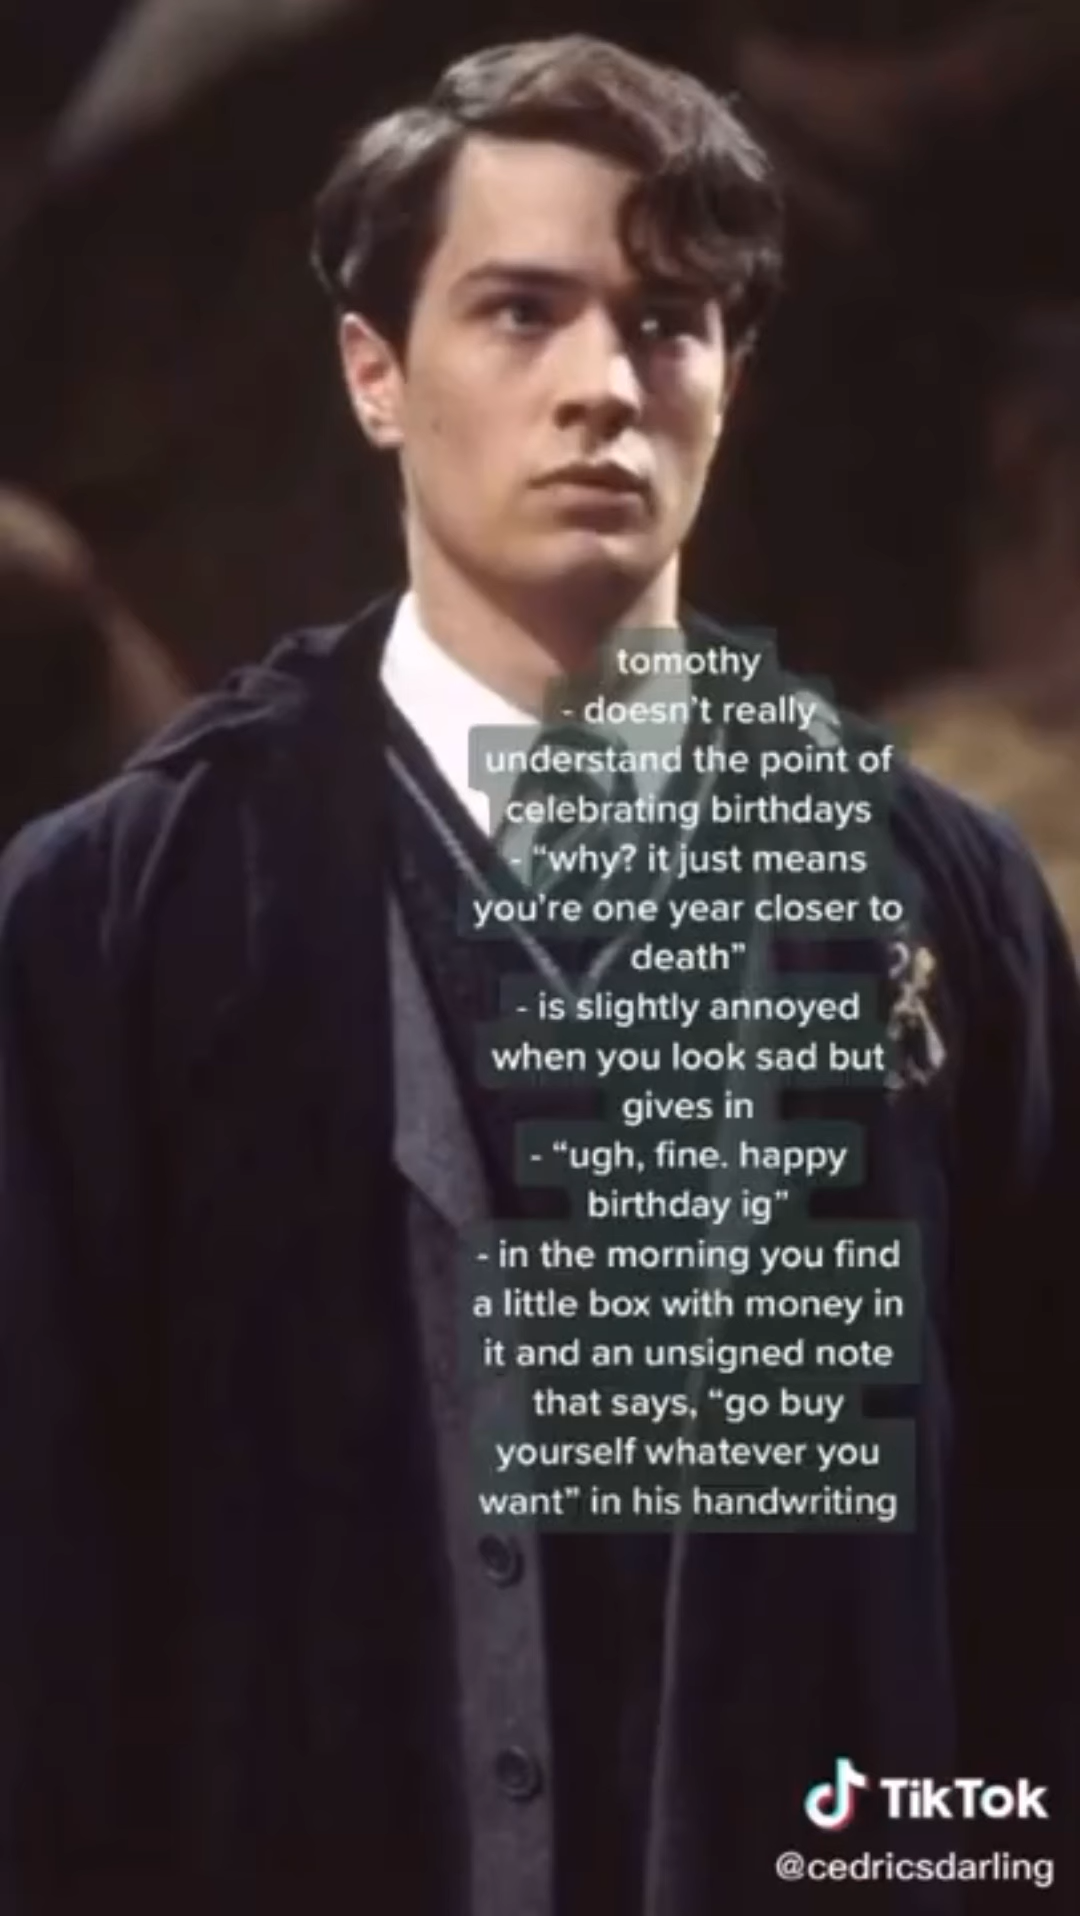 tomothy
- doesn't really
understand the point of
celebrating birthdays
- “why? it just means
you're one year closer to
death”
- is slightly annoyed
when you look sad but
gives in
- “ugh, fine. happy
birthday ig”
- in the morning you find
a little box with money in
it and an unsigned note
that says, “go buy
yourself whatever you
want” in his handwriting
TikTok
@cedricsdarling